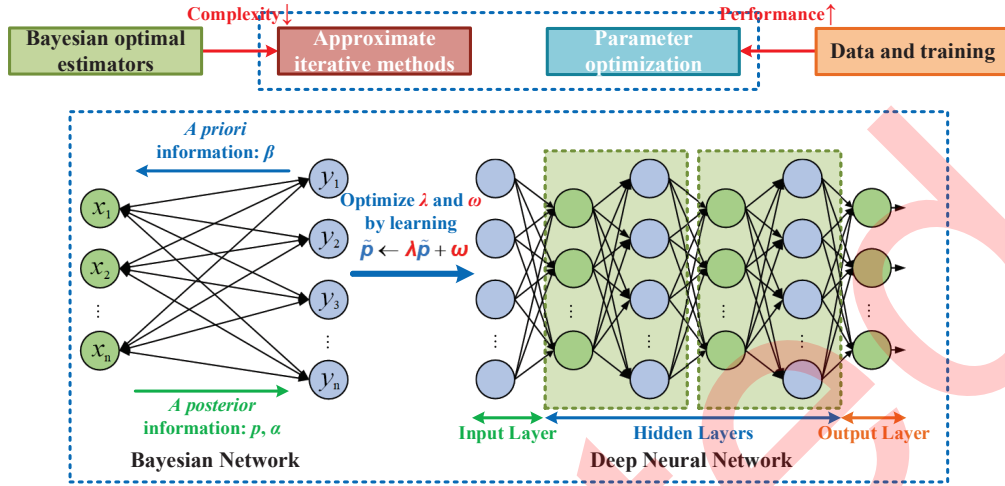 Complexity↓
Performance↑
Bayesian optimal
estimators
Approximate
iterative methods
Parameter
optimization
Data and training
A priori
information: β
x₁
x₂
...
xₙ
y₁
y₂
y₃
...
yₙ
A posterior
information: p, α
Bayesian Network
Optimize λ and ω
by learning
p̃ ← λp̃ + ω
...
...
...
...
...
...
Input Layer
Hidden Layers
Output Layer
Deep Neural Network